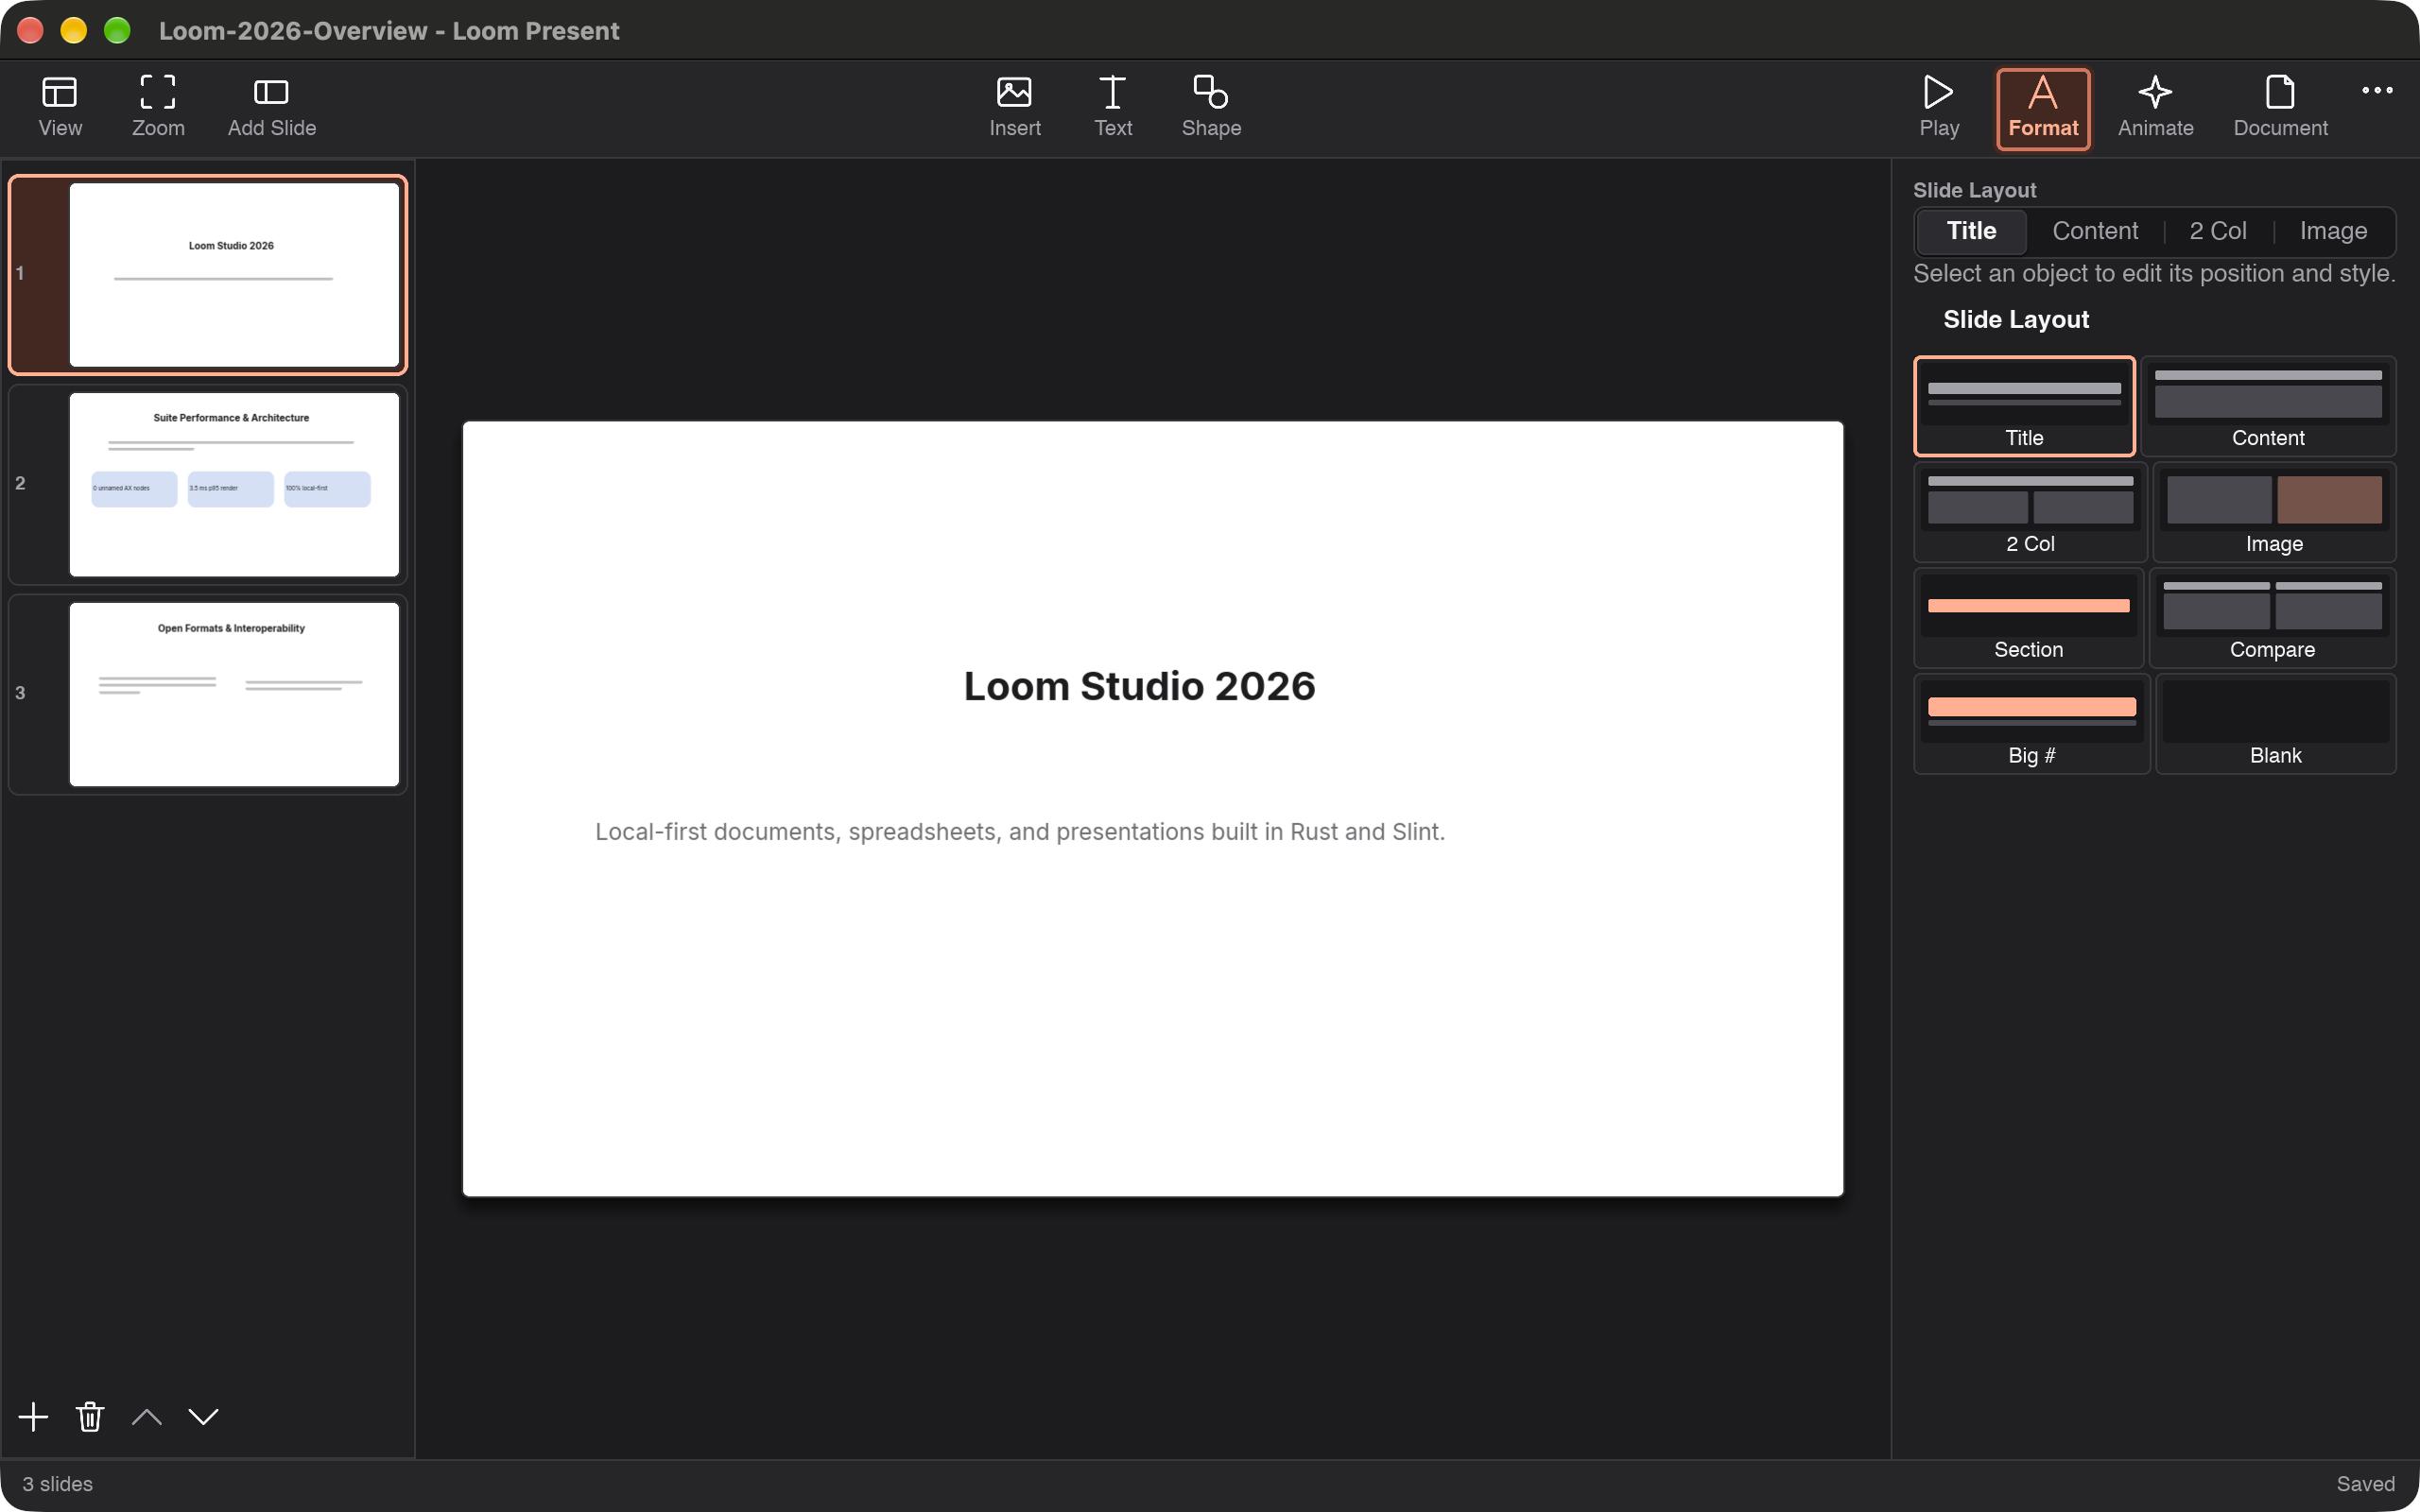 Loom-2026-Overview - Loom Present
View
Zoom
Add Slide
Insert
Text
Shape
Play
Format
Animate
Document
1
Loom Studio 2026
2
Suite Performance & Architecture
0 unnamed AX nodes
3.5 ms p95 render
100% local-first
3
Open Formats & Interoperability
Loom Studio 2026
Local-first documents, spreadsheets, and presentations built in Rust and Slint.
Slide Layout
Title
Content
2 Col
Image
Select an object to edit its position and style.
Slide Layout
Title
Content
2 Col
Image
Section
Compare
Big #
Blank
3 slides
Saved